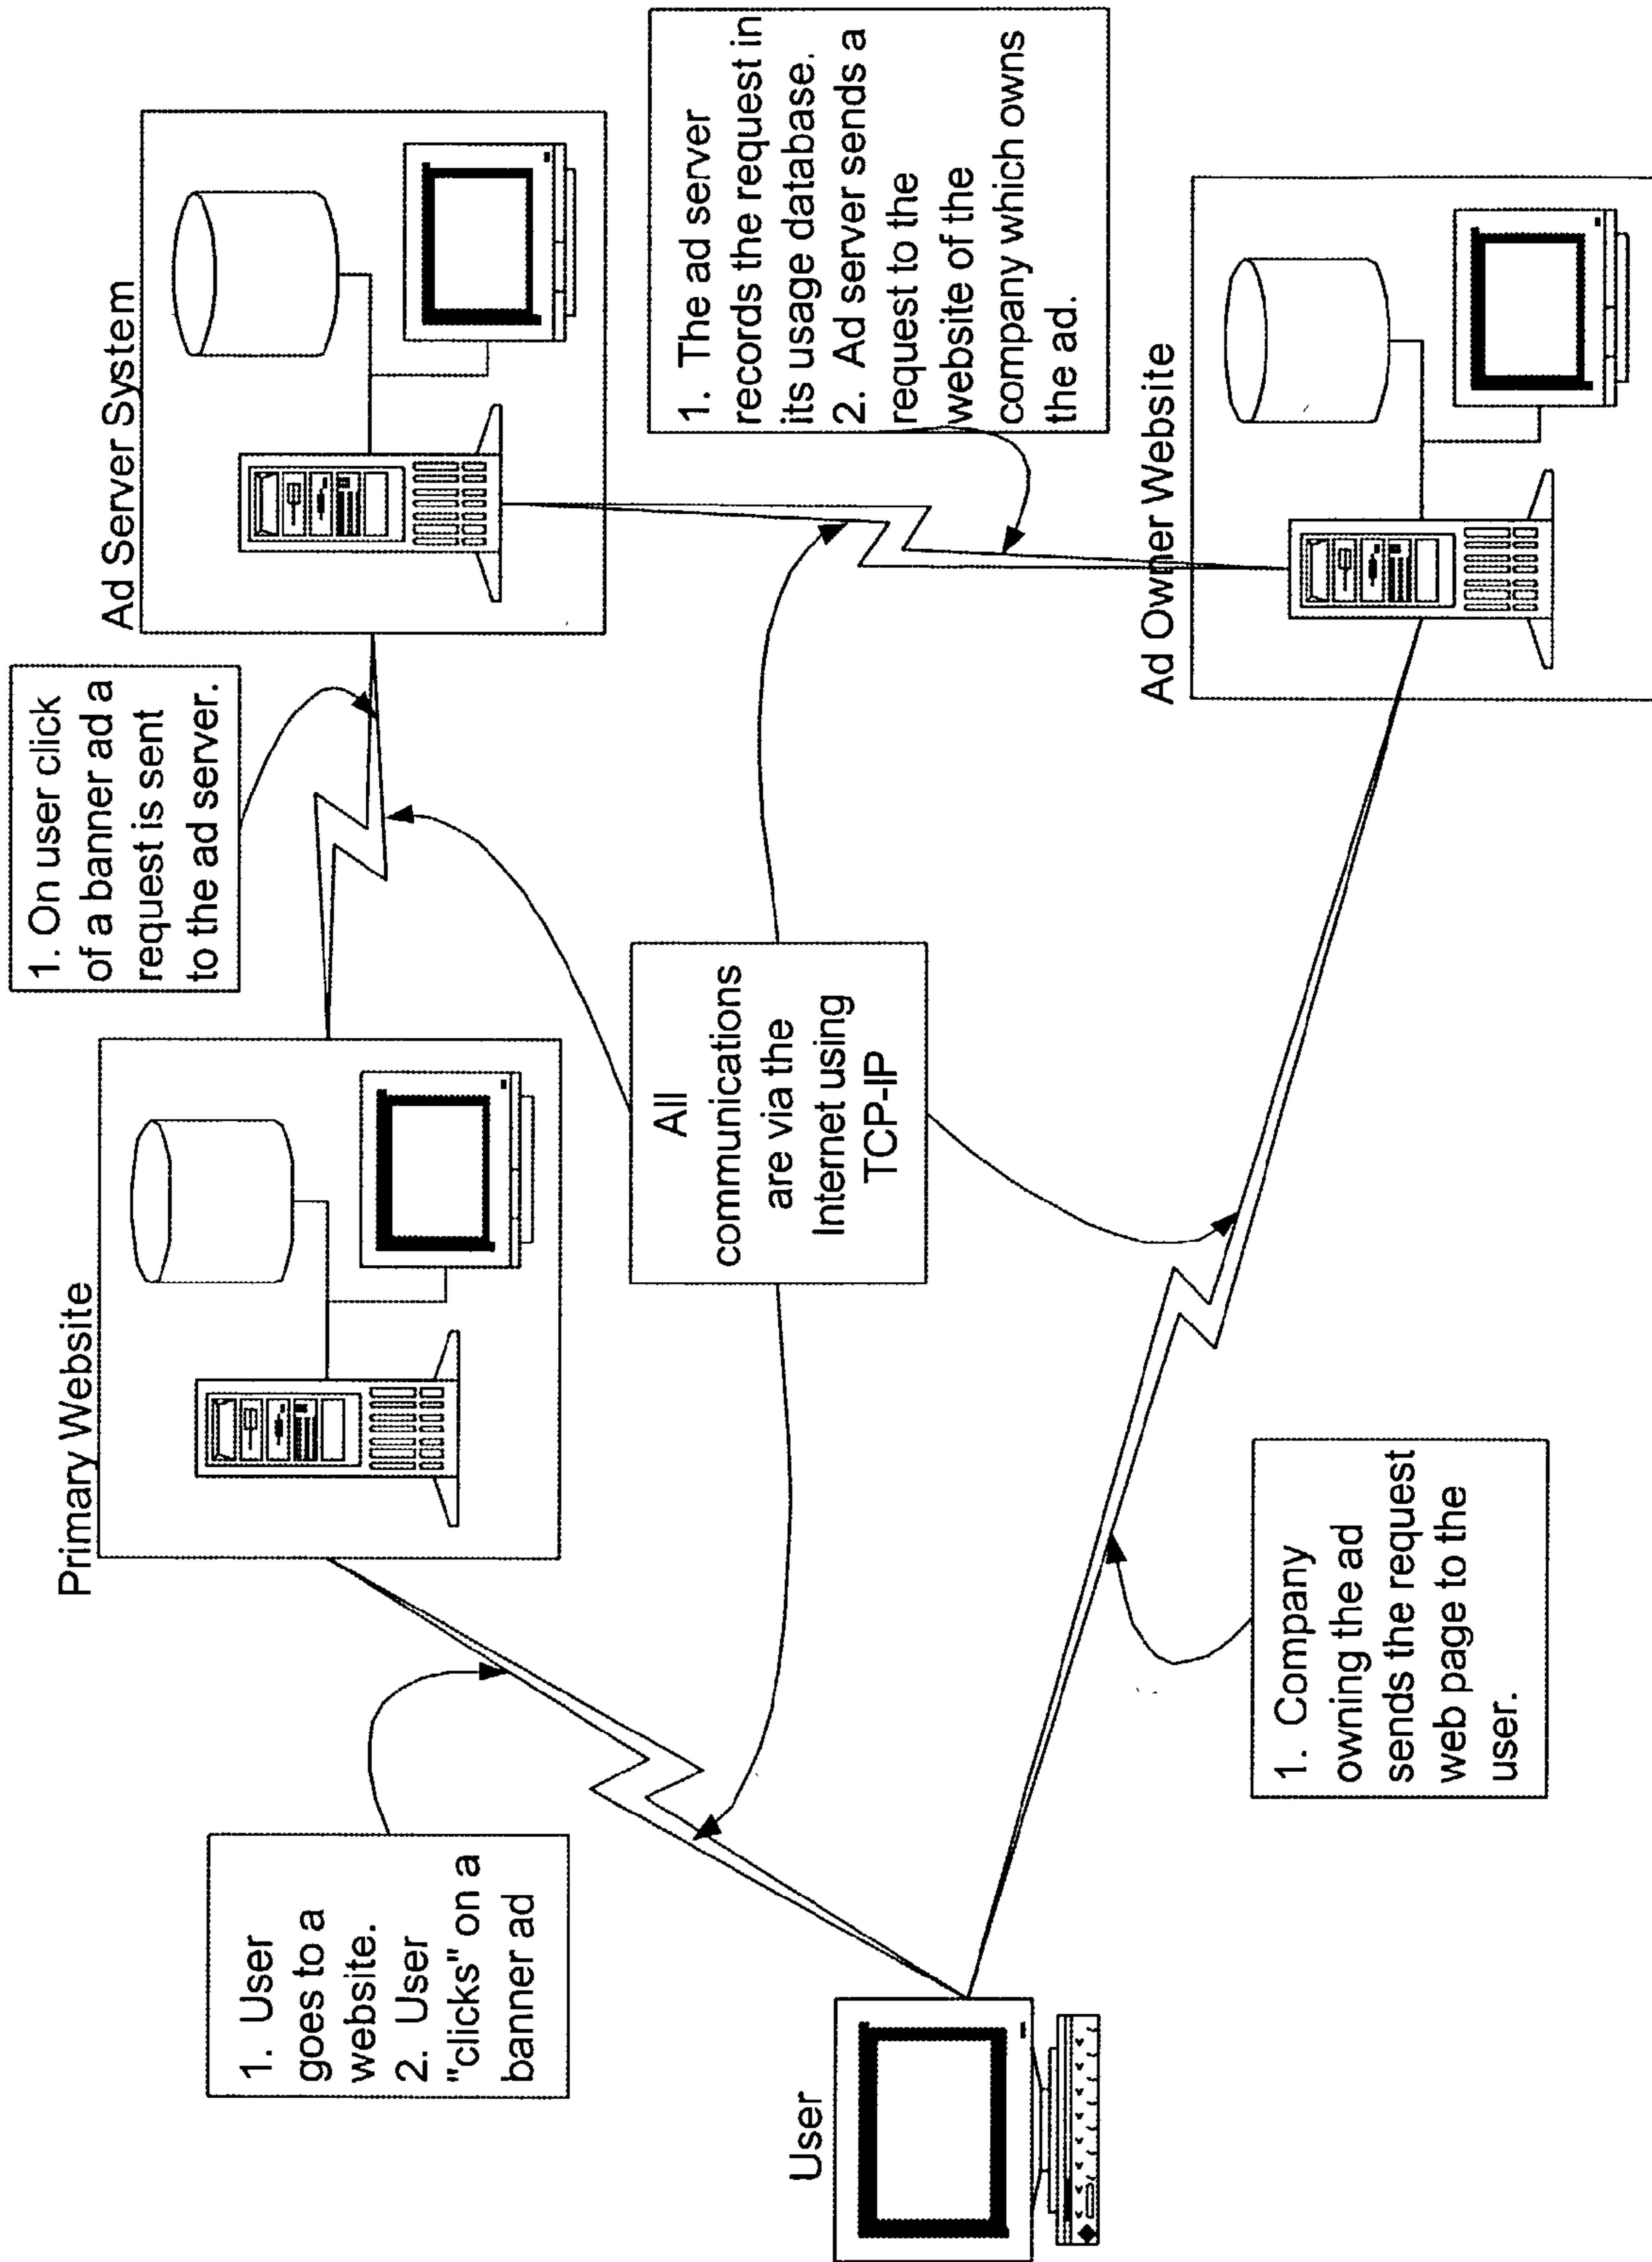 Primary Website
Ad Server System
1. On user click
of a banner ad a
request is sent
to the ad server.
1. User
goes to a
website.
2. User
"clicks" on a
banner ad
All
communications
are via the
Internet using
TCP-IP
1. The ad server
records the request in
its usage database.
2. Ad server sends a
request to the
website of the
company which owns
the ad.
User
Ad Owner Website
1. Company
owning the ad
sends the request
web page to the
user.